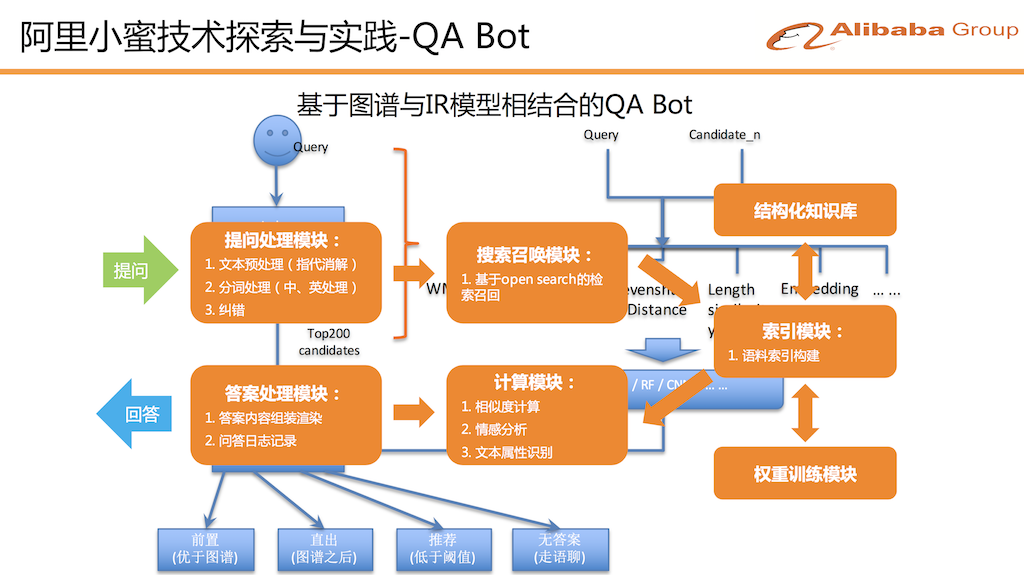 阿里小蜜技术探索与实践-QA Bot
Alibaba Group
基于图谱与IR模型相结合的QA Bot
Query
Query
Candidate_n
结构化知识库
提问
提问处理模块：
1. 文本预处理（指代消解）
2. 分词处理（中、英处理）
3. 纠错
搜索召唤模块：
1. 基于open search的检
索召回
Distance
Length
... ...
索引模块：
1. 语料索引构建
Top200
candidates
/ RF /
回答
答案处理模块：
1. 答案内容组装渲染
2. 问答日志记录
计算模块：
1. 相似度计算
2. 情感分析
3. 文本属性识别
权重训练模块
前置
(优于图谱)
直出
(图谱之后)
推荐
(低于阈值)
无答案
(走语聊)